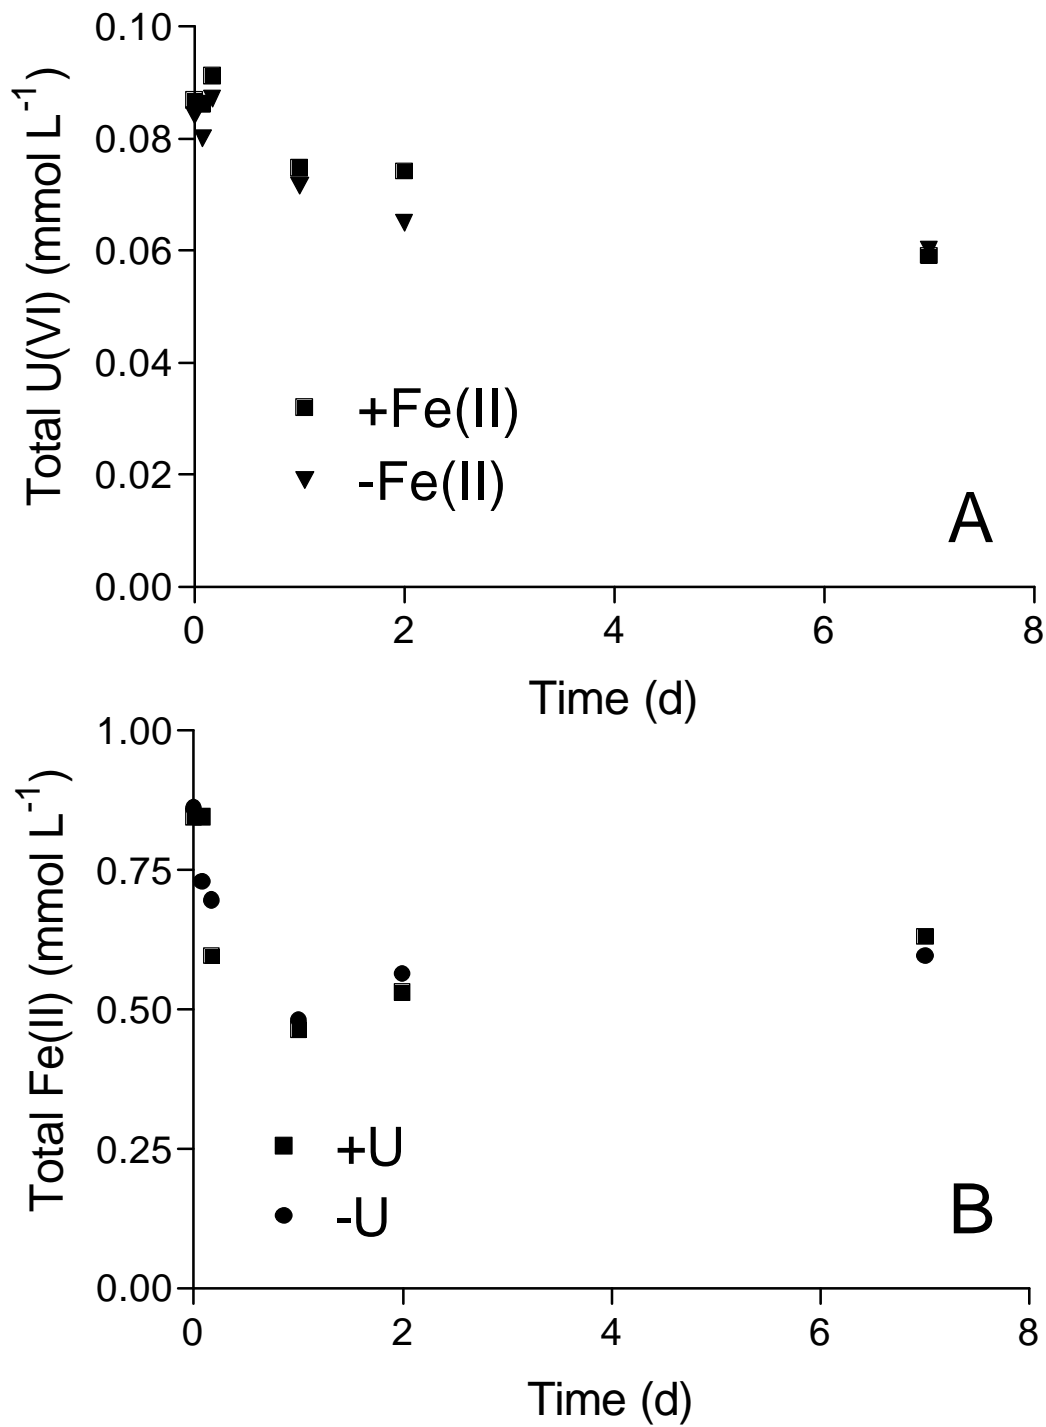 0.10
0.08
0.06
0.04
0.02
0.00
Total U(VI) (mmol L⁻¹)
+Fe(II)
-Fe(II)
A
0 2 4 6 8
Time (d)
1.00
0.75
0.50
0.25
0.00
Total Fe(II) (mmol L⁻¹)
+U
-U
B
0 2 4 6 8
Time (d)